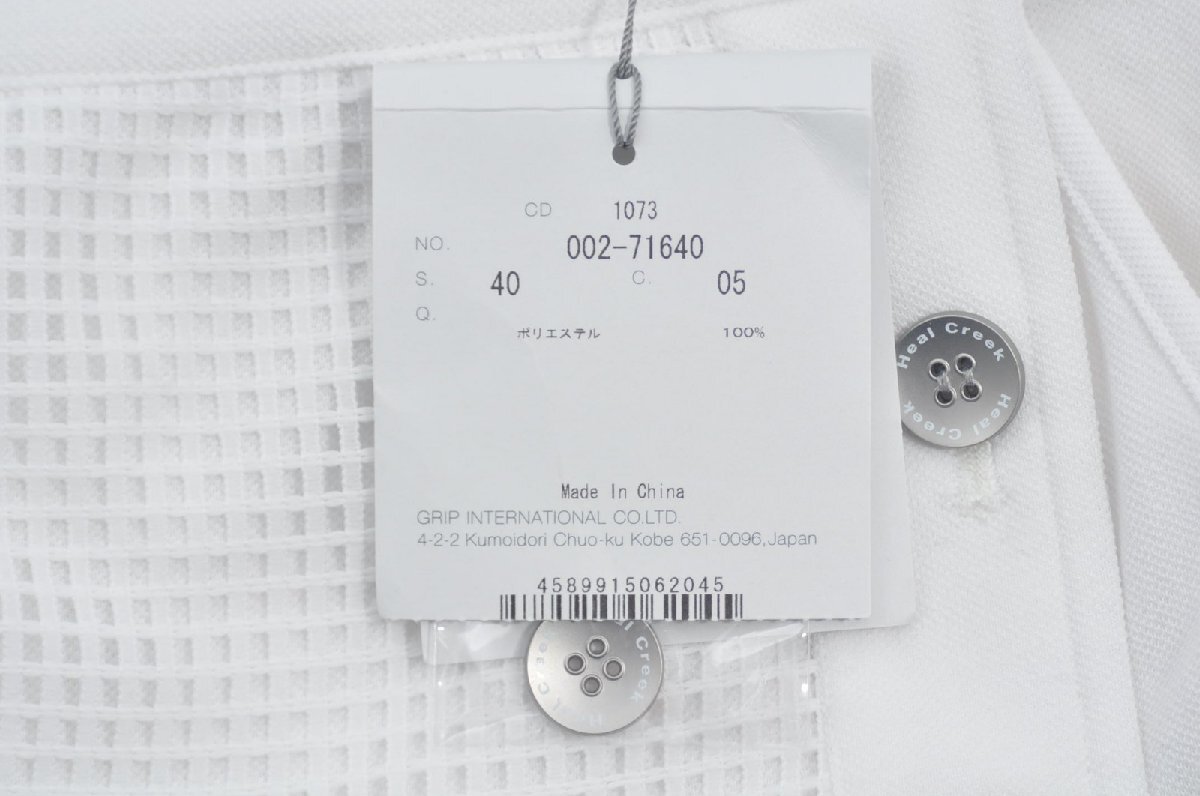 CD 1073
NO. 002-71640
S. 40 C. 05
Q.
ポリエステル 100%
Heal Creek
Heal Creek
Made In China
GRIP INTERNATIONAL CO.LTD.
4-2-2 Kumoidori Chuo-ku Kobe 651-0096,Japan
4589915062045
Creek
H